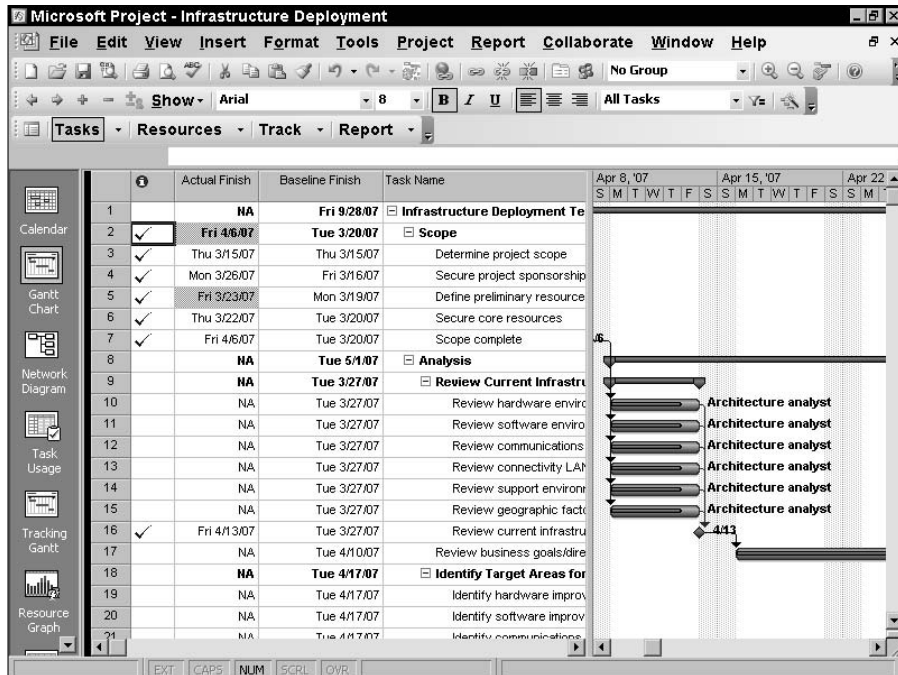 Microsoft Project - Infrastructure Deployment
File Edit View Insert Format Tools Project Report Collaborate Window Help
No Group
Show Arial 8 B I U All Tasks
Tasks Resources Track Report
Actual Finish Baseline Finish Task Name Apr 8, '07 Apr 15, '07 Apr 22
S M T W T F S S M T W T F S S M T
1 NA Fri 9/28/07 Infrastructure Deployment Te
Calendar
2 Fri 4/6/07 Tue 3/20/07 Scope
3 Thu 3/15/07 Thu 3/15/07 Determine project scope
4 Mon 3/26/07 Fri 3/16/07 Secure project sponsorship
Gantt Chart
5 Fri 3/23/07 Mon 3/19/07 Define preliminary resource
6 Thu 3/22/07 Tue 3/20/07 Secure core resources
7 Fri 4/6/07 Tue 3/20/07 Scope complete /6
8 NA Tue 5/1/07 Analysis
Network Diagram
9 NA Tue 3/27/07 Review Current Infrastru
10 NA Tue 3/27/07 Review hardware enviro Architecture analyst
11 NA Tue 3/27/07 Review software enviro Architecture analyst
12 NA Tue 3/27/07 Review communications Architecture analyst
Task Usage
13 NA Tue 3/27/07 Review connectivity LAN Architecture analyst
14 NA Tue 3/27/07 Review support environm Architecture analyst
15 NA Tue 3/27/07 Review geographic facto Architecture analyst
16 Fri 4/13/07 Tue 3/27/07 Review current infrastru 4/13
Tracking Gantt
17 NA Tue 4/10/07 Review business goals/dire
18 NA Tue 4/17/07 Identify Target Areas for
19 NA Tue 4/17/07 Identify hardware improv
Resource Graph
20 NA Tue 4/17/07 Identify software improv
21 NA Tue 4/17/07 Identify communications
EXT CAPS NUM SCRL OVR